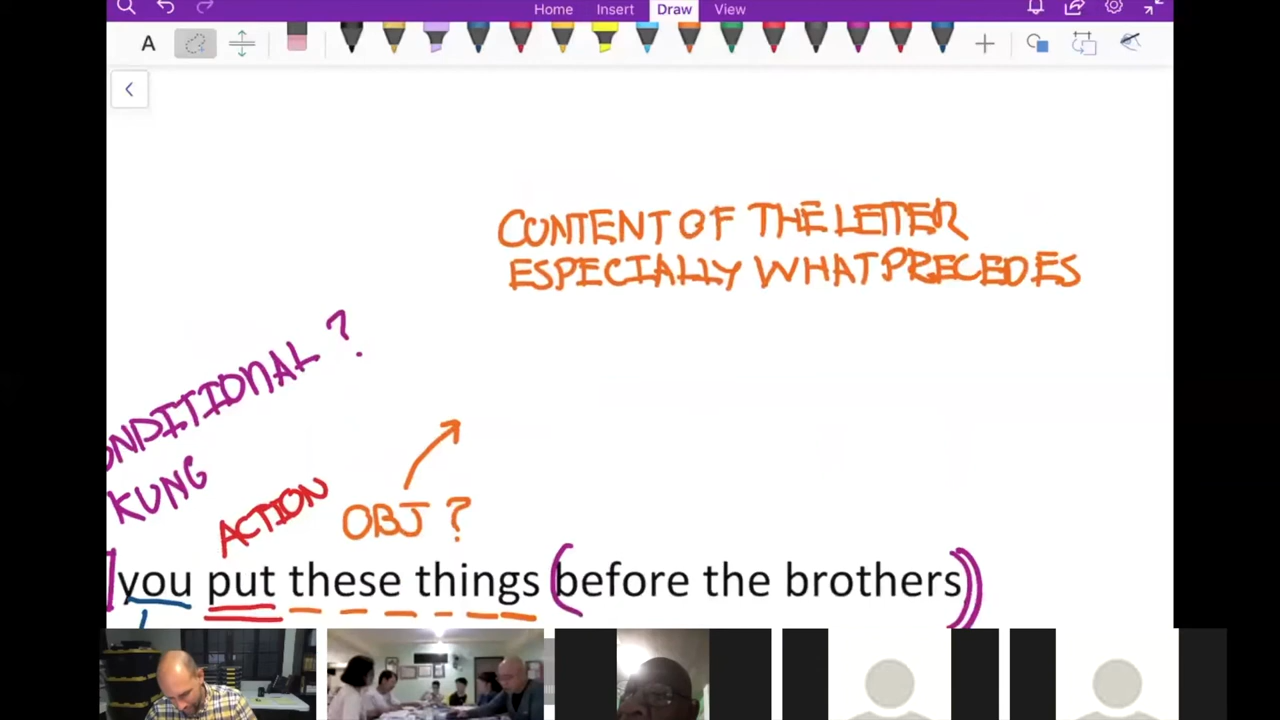 Home Insert Draw View
A
CONTENT OF THE LETTER
ESPECIALLY WHAT PRECEDES
ONDITIONAL ?
KUNG
ACTION
OBJ ?
you put these things (before the brothers)